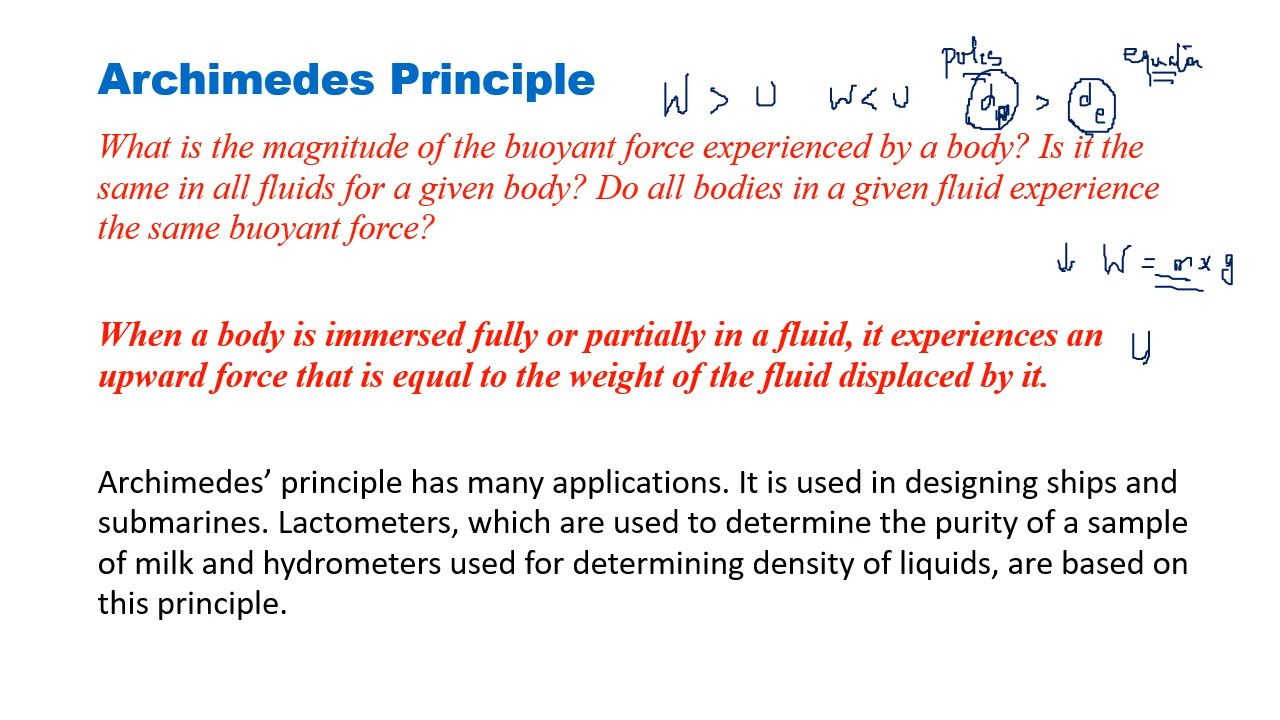 poles equator
Archimedes Principle W > U W < U dp > de
What is the magnitude of the buoyant force experienced by a body? Is it the
same in all fluids for a given body? Do all bodies in a given fluid experience
the same buoyant force?
↓ W = m x g
When a body is immersed fully or partially in a fluid, it experiences an
upward force that is equal to the weight of the fluid displaced by it.
U
Archimedes’ principle has many applications. It is used in designing ships and
submarines. Lactometers, which are used to determine the purity of a sample
of milk and hydrometers used for determining density of liquids, are based on
this principle.